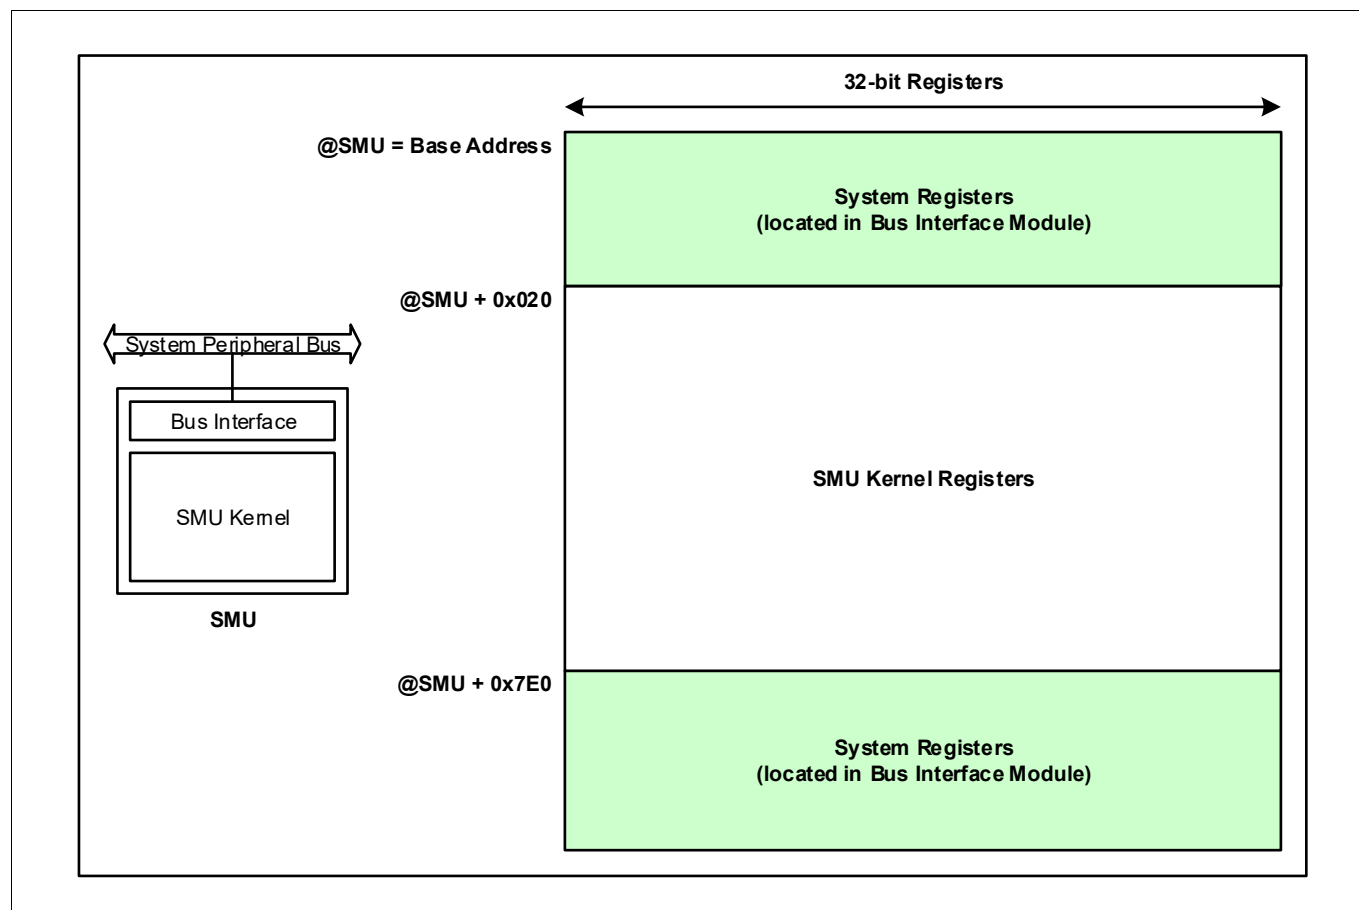 32-bit Registers
@SMU = Base Address
System Registers
(located in Bus Interface Module)
@SMU + 0x020
System Peripheral Bus
Bus Interface
SMU Kernel
SMU
SMU Kernel Registers
@SMU + 0x7E0
System Registers
(located in Bus Interface Module)